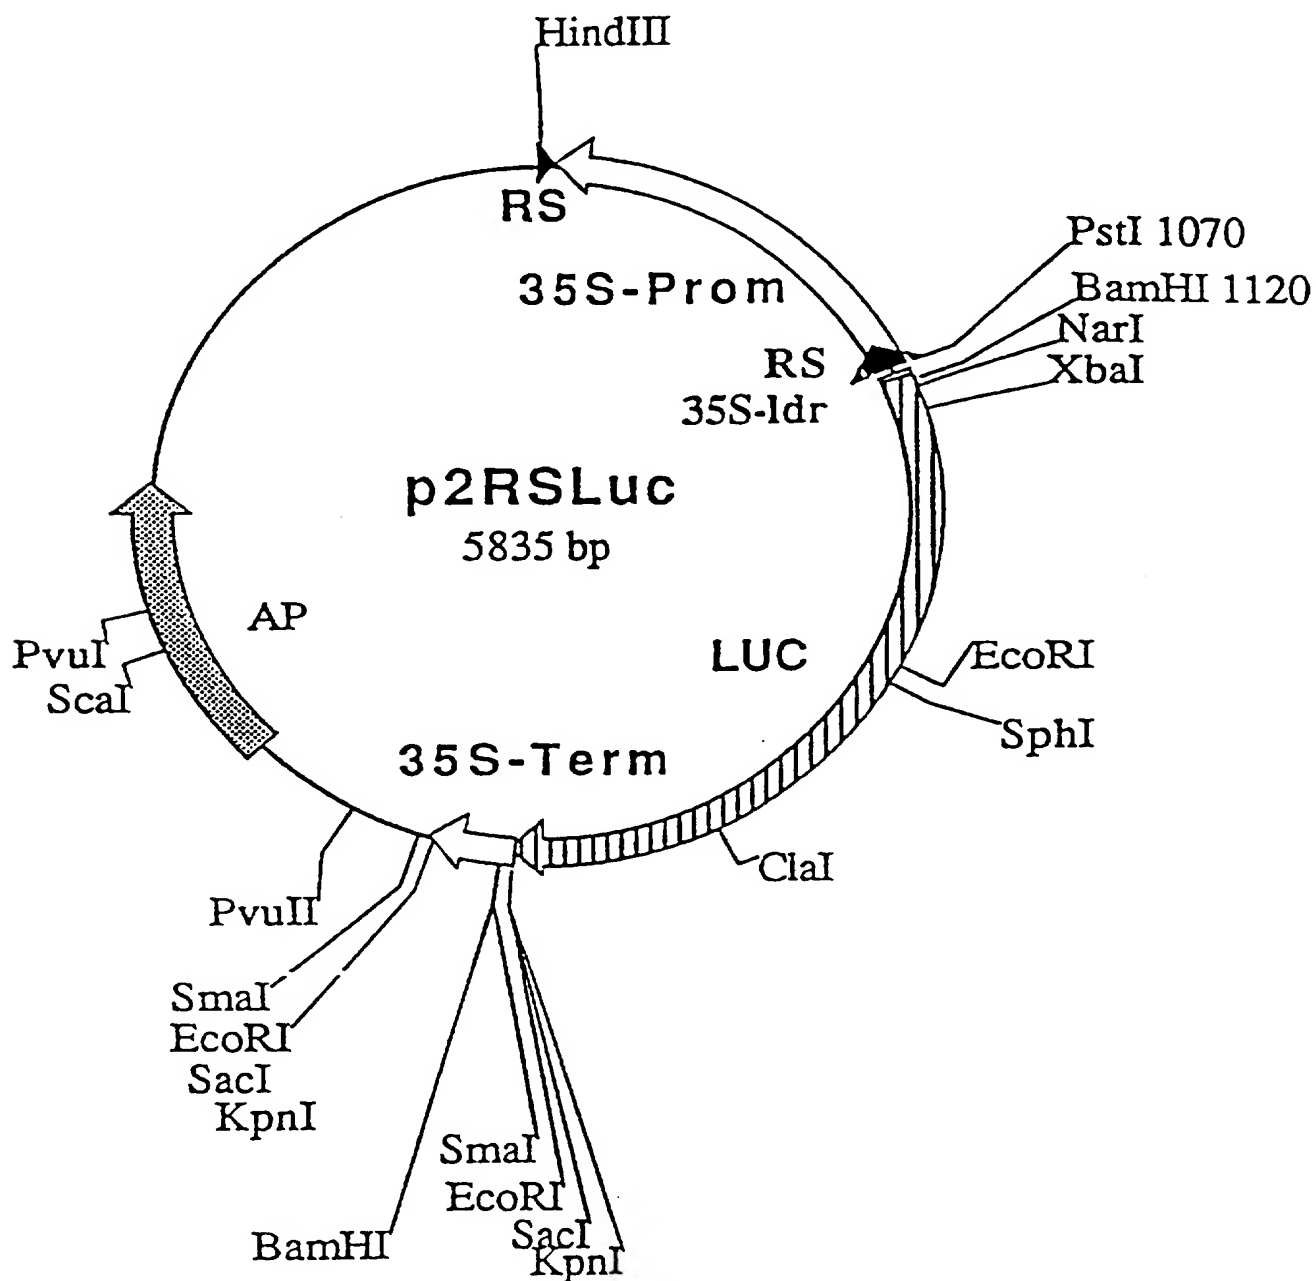 HindIII
RS
35S-Prom
PstI 1070
BamHI 1120
NarI
XbaI
RS
35S-ldr
p2RSLuc
5835 bp
AP
LUC
PvuI
ScaI
EcoRI
SphI
35S-Term
ClaI
PvuII
SmaI
EcoRI
SacI
KpnI
SmaI
EcoRI
SacI
KpnI
BamHI